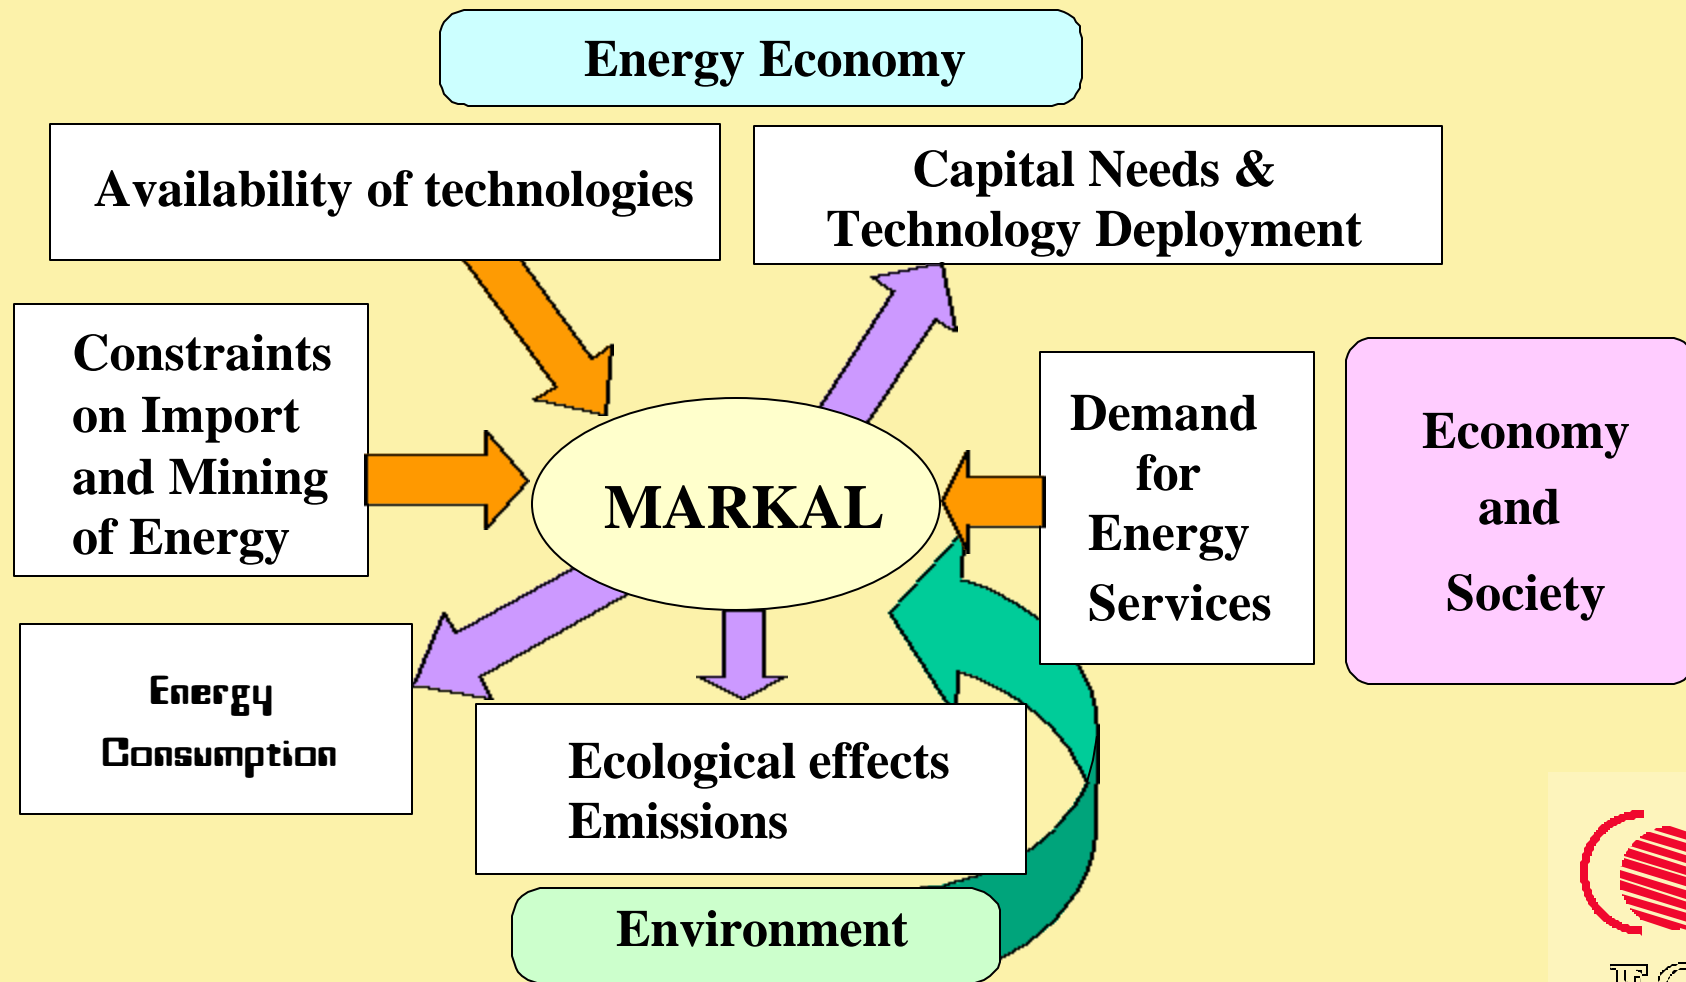 Energy Economy
Availability of technologies
Capital Needs &
Technology Deployment
Constraints
on Import
and Mining
of Energy
MARKAL
Demand
for
Energy
Services
Economy
and
Society
Energy
Consumption
Ecological effects
Emissions
Environment